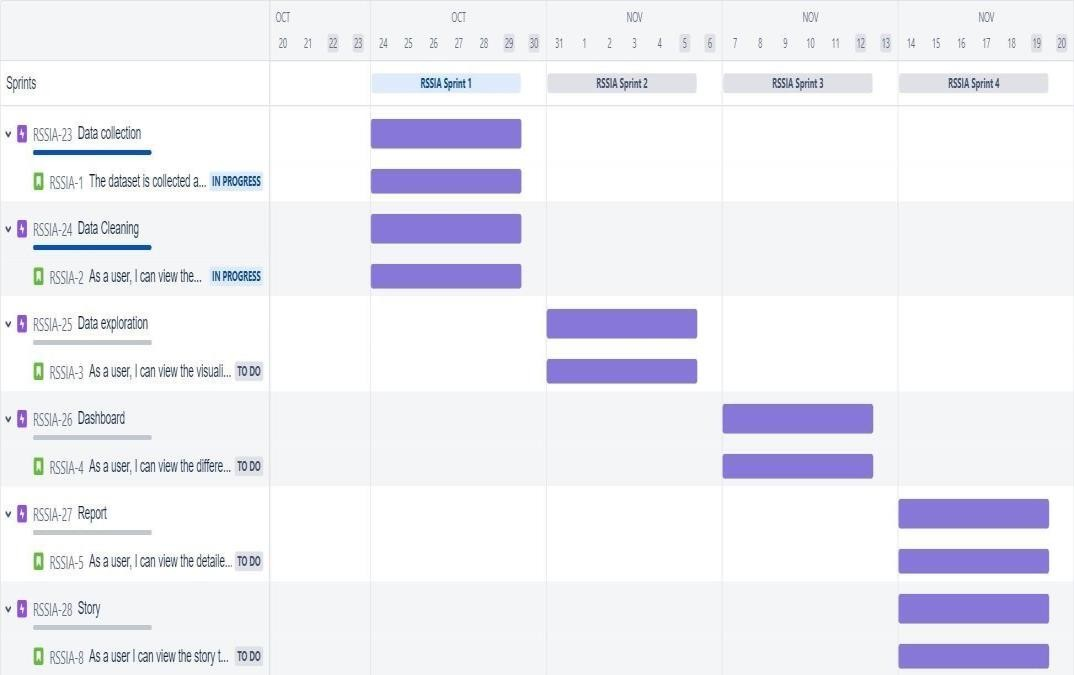 OCT OCT NOV NOV NOV
20 21 22 23 24 25 26 27 28 29 30 31 1 2 3 4 5 6 7 8 9 10 11 12 13 14 15 16 17 18 19 20
Sprints RSSIA Sprint 1 RSSIA Sprint 2 RSSIA Sprint 3 RSSIA Sprint 4
RSSIA-23 Data collection
RSSIA-1 The dataset is collected a... IN PROGRESS
RSSIA-24 Data Cleaning
RSSIA-2 As a user, I can view the... IN PROGRESS
RSSIA-25 Data exploration
RSSIA-3 As a user, I can view the visuali... TO DO
RSSIA-26 Dashboard
RSSIA-4 As a user, I can view the differe... TO DO
RSSIA-27 Report
RSSIA-5 As a user, I can view the detaile... TO DO
RSSIA-28 Story
RSSIA-8 As a user I can view the story t... TO DO